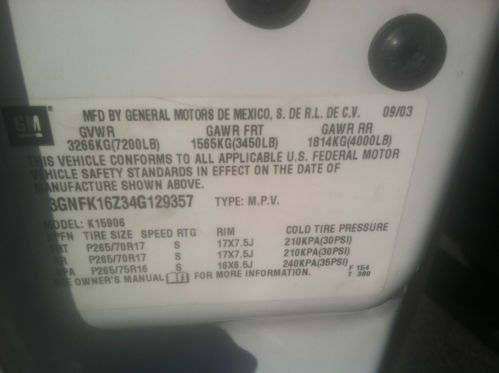 MFD BY GENERAL MOTORS DE MEXICO, S. DE R.L. DE C.V. 09/03
GM
GVWR GAWR FRT GAWR RR
3266KG(7200LB) 1565KG(3450LB) 1814KG(4000LB)
THIS VEHICLE CONFORMS TO ALL APPLICABLE U.S. FEDERAL MOTOR
VEHICLE SAFETY STANDARDS IN EFFECT ON THE DATE OF
MANUFACTURE SHOWN ABOVE.
3GNFK16Z34G129357 TYPE: M.P.V.
MODEL: K15906
TIRE SIZE SPEED RTG RIM COLD TIRE PRESSURE
FRT P265/70R17 S 17X7.5J 210KPA(30PSI)
P265/70R17 S 17X7.5J 210KPA(30PSI)
P265/75R16 S 16X6.5J 240KPA(35PSI) F 154
OWNER'S MANUAL FOR MORE INFORMATION. T 380